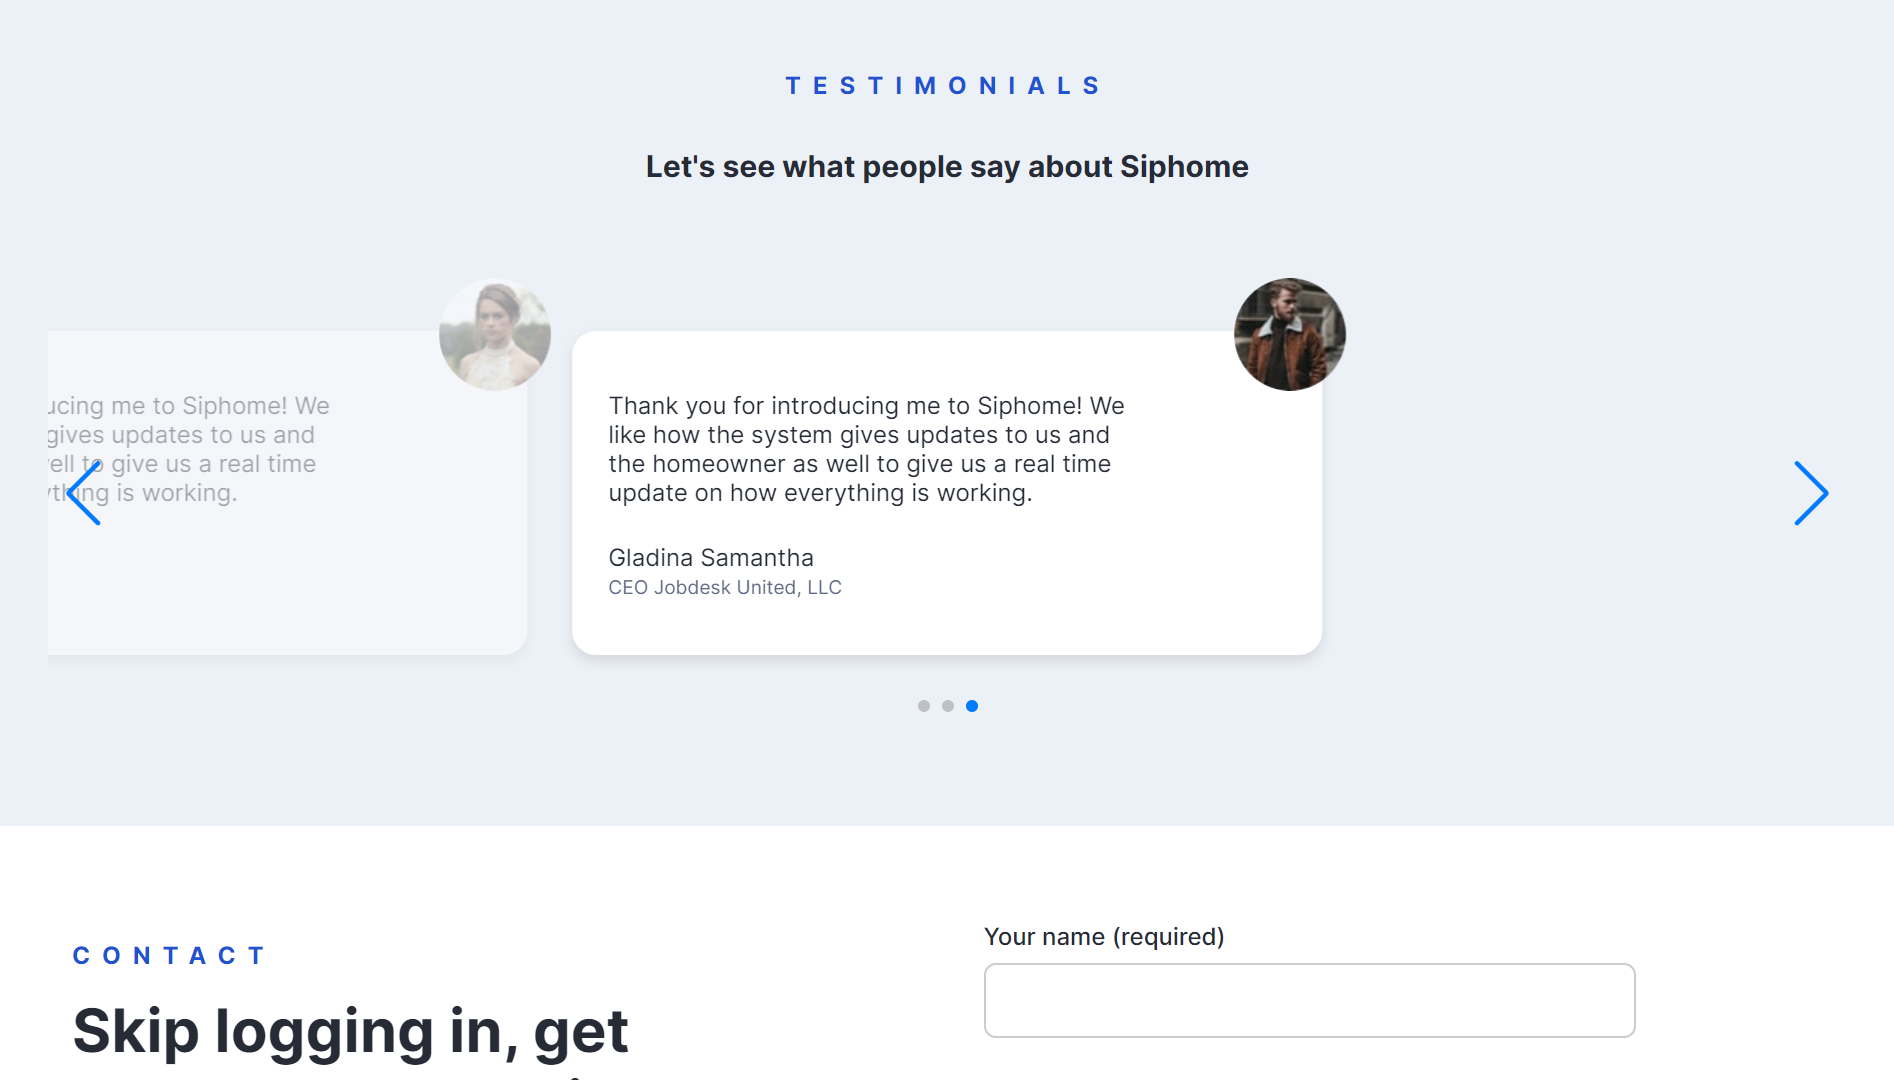 TESTIMONIALS
Let's see what people say about Siphome
ucing me to Siphome! We
gives updates to us and
ell to give us a real time
thing is working.
Thank you for introducing me to Siphome! We
like how the system gives updates to us and
the homeowner as well to give us a real time
update on how everything is working.
Gladina Samantha
CEO Jobdesk United, LLC
CONTACT
Skip logging in, get
Your name (required)